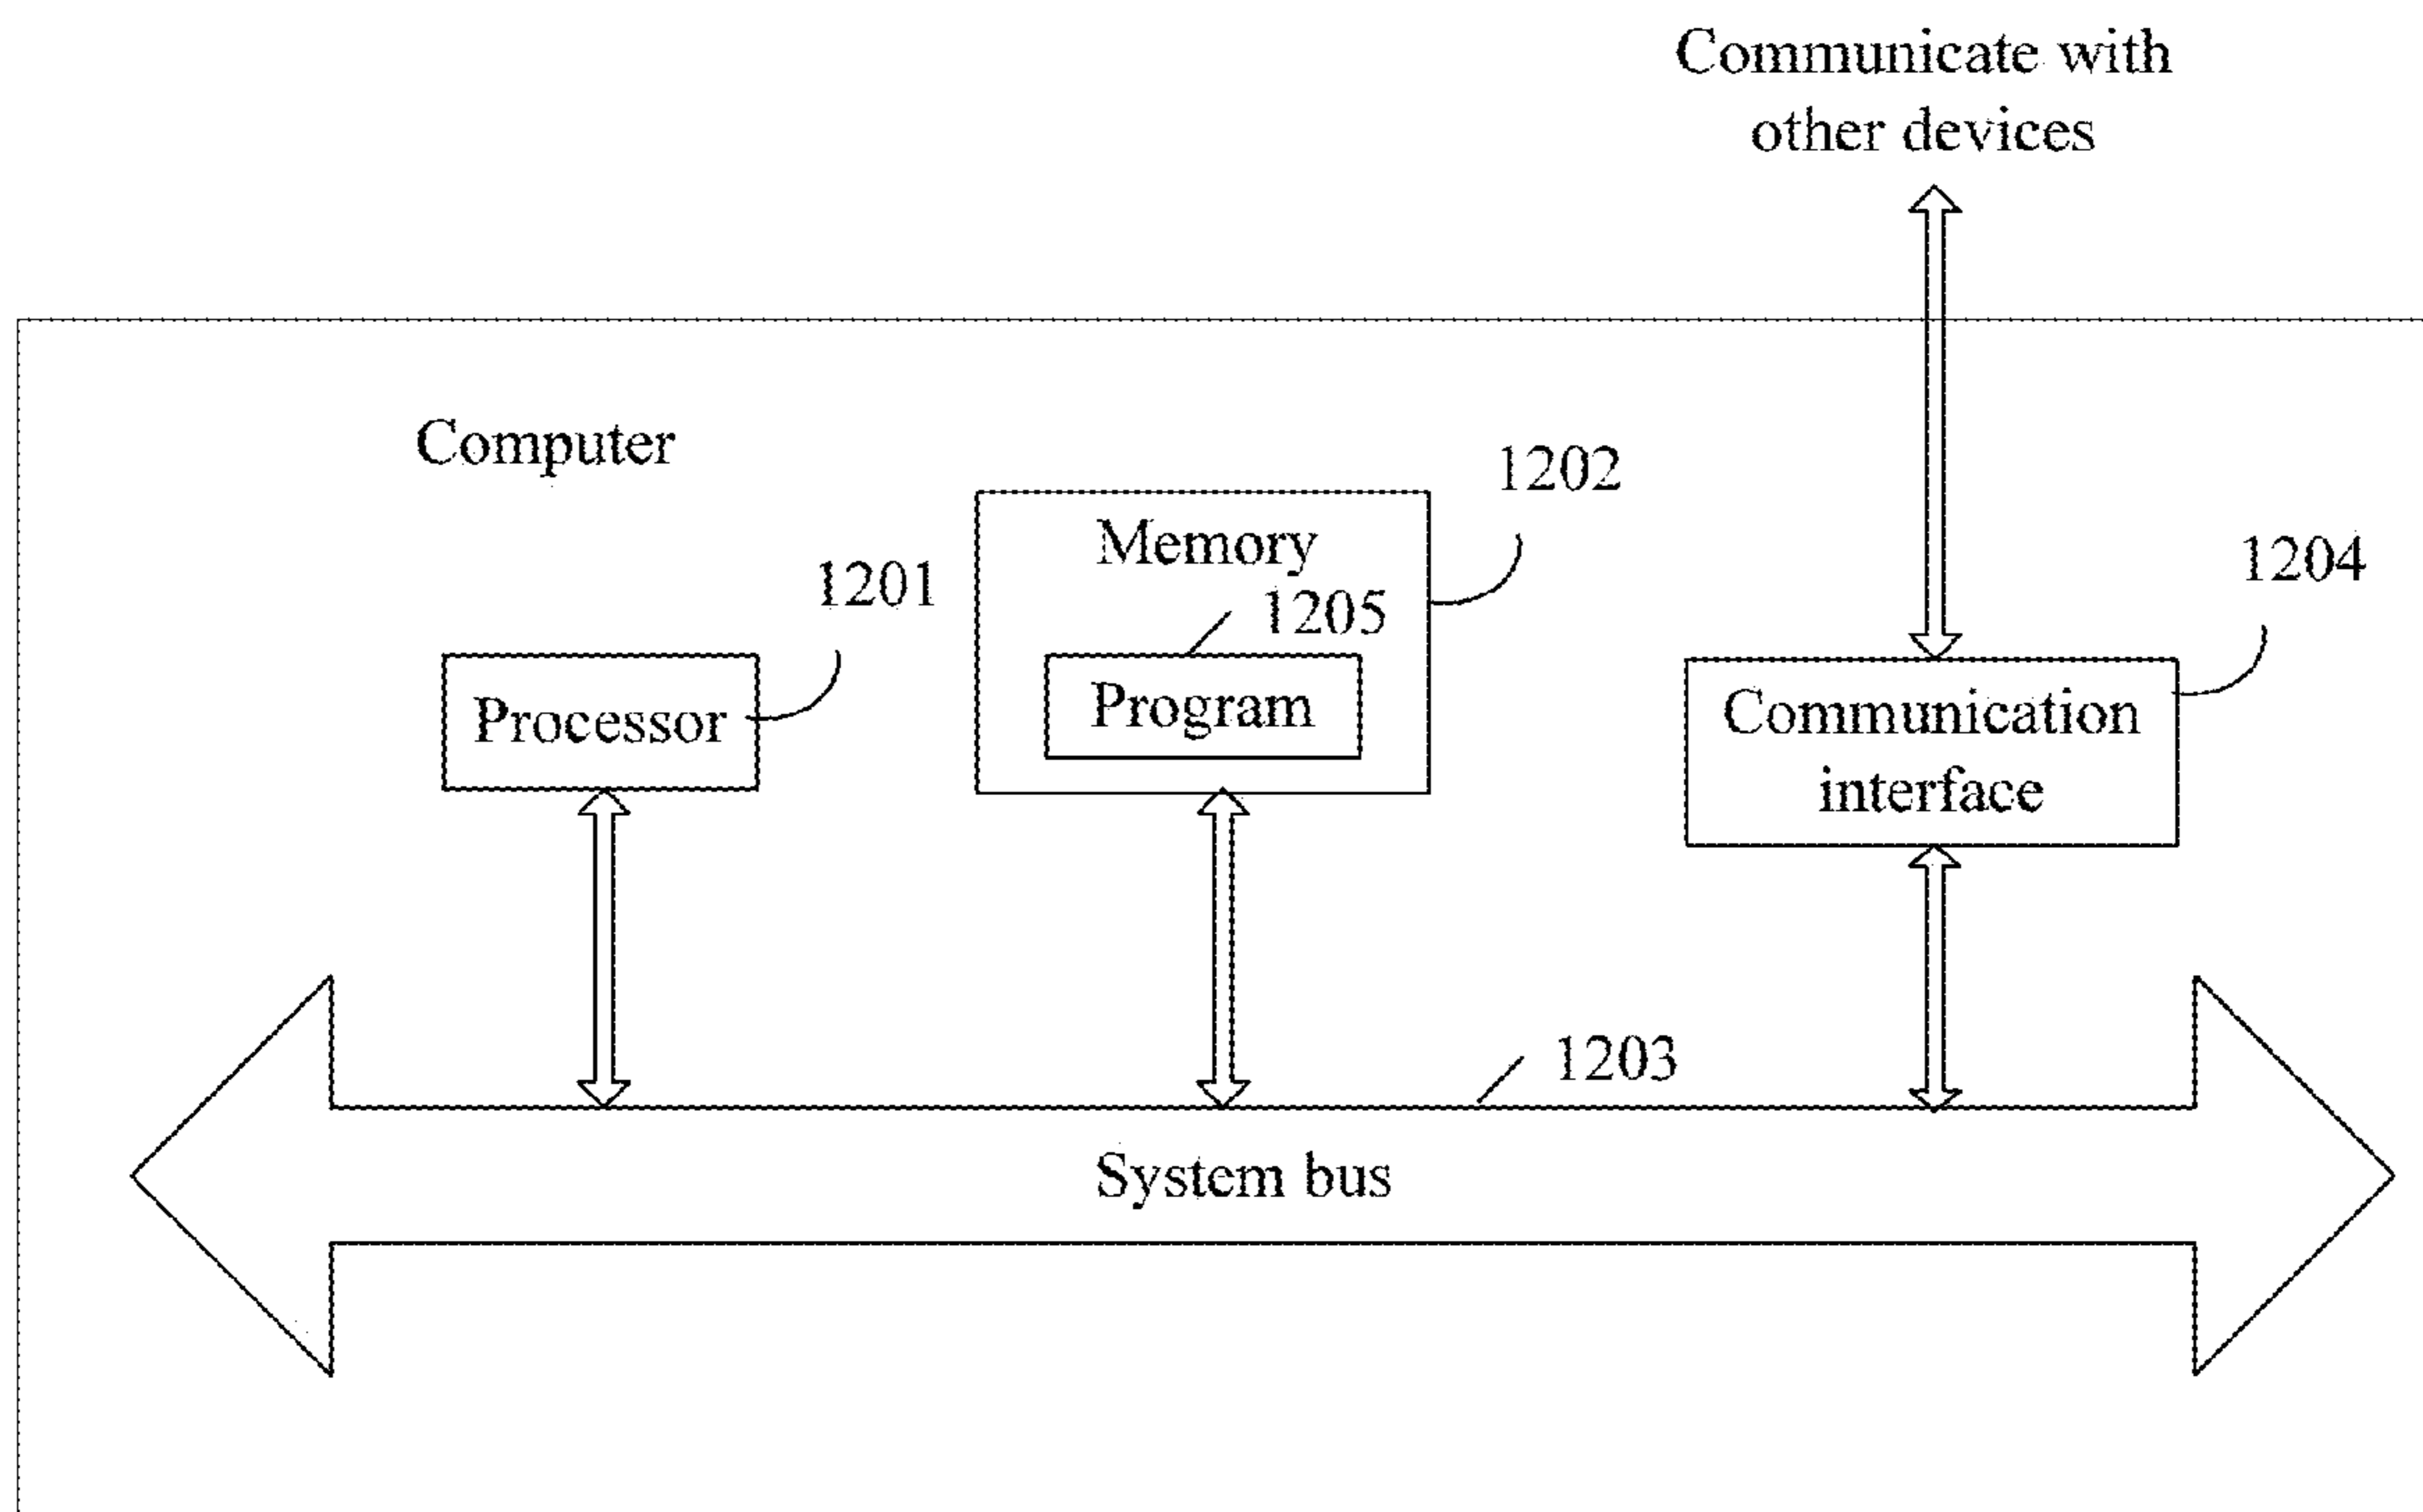 Communicate with
other devices
Computer
1202
Memory
1204
1201
1205
Processor
Program
Communication
interface
1203
System bus